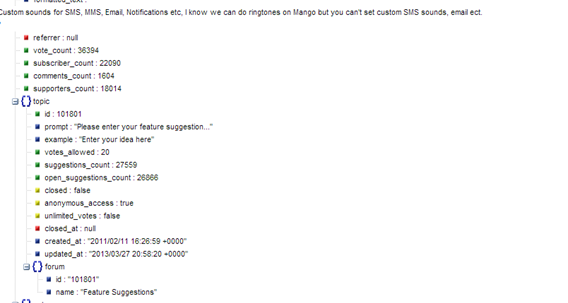 formatted_text :
Custom sounds for SMS, MMS, Email, Notifications etc, I know we can do ringtones on Mango but you can't set custom SMS sounds, email ect.
referrer : null
vote_count : 36394
subscriber_count : 22090
comments_count : 1604
supporters_count : 18014
{} topic
id : 101801
prompt : "Please enter your feature suggestion..."
example : "Enter your idea here"
votes_allowed : 20
suggestions_count : 27559
open_suggestions_count : 26866
closed : false
anonymous_access : true
unlimited_votes : false
closed_at : null
created_at : "2011/02/11 16:26:59 +0000"
updated_at : "2013/03/27 20:58:20 +0000"
{} forum
id : "101801"
name : "Feature Suggestions"